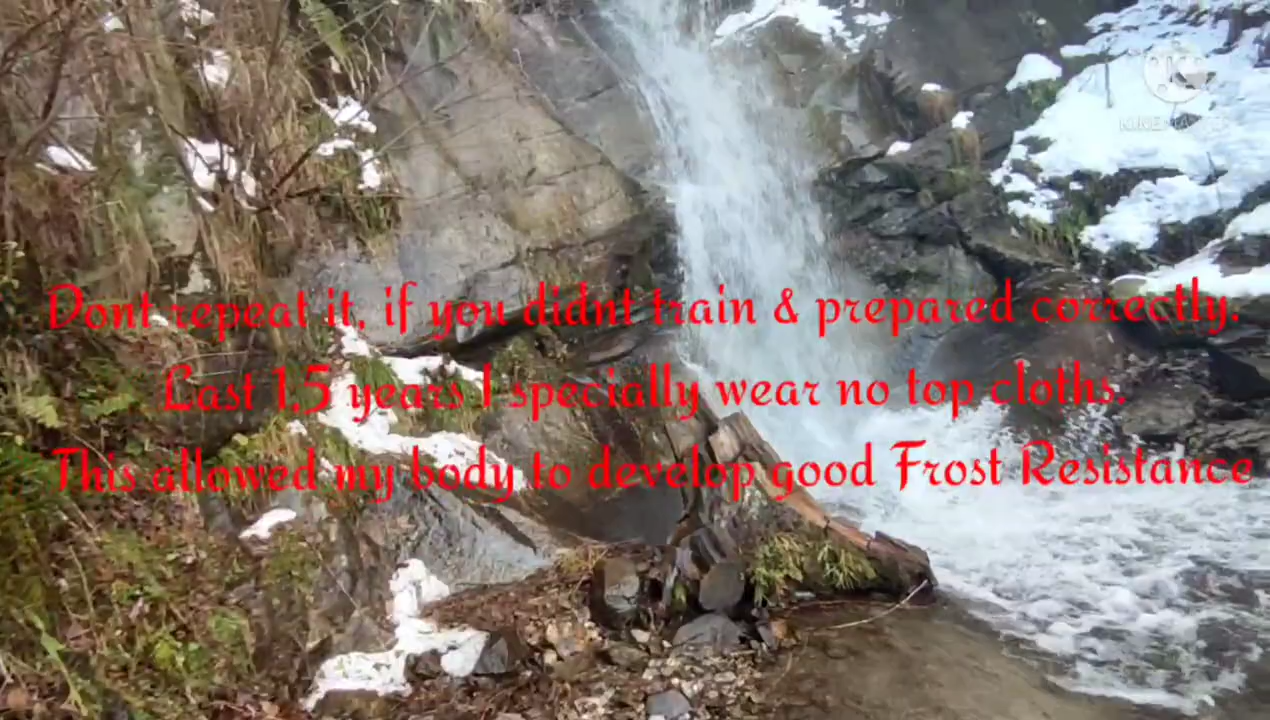 KINEMASTER
Dont repeat it, if you didnt train & prepared correctly.
Last 1,5 years I specially wear no top cloths.
This allowed my body to develop good Frost Resistance